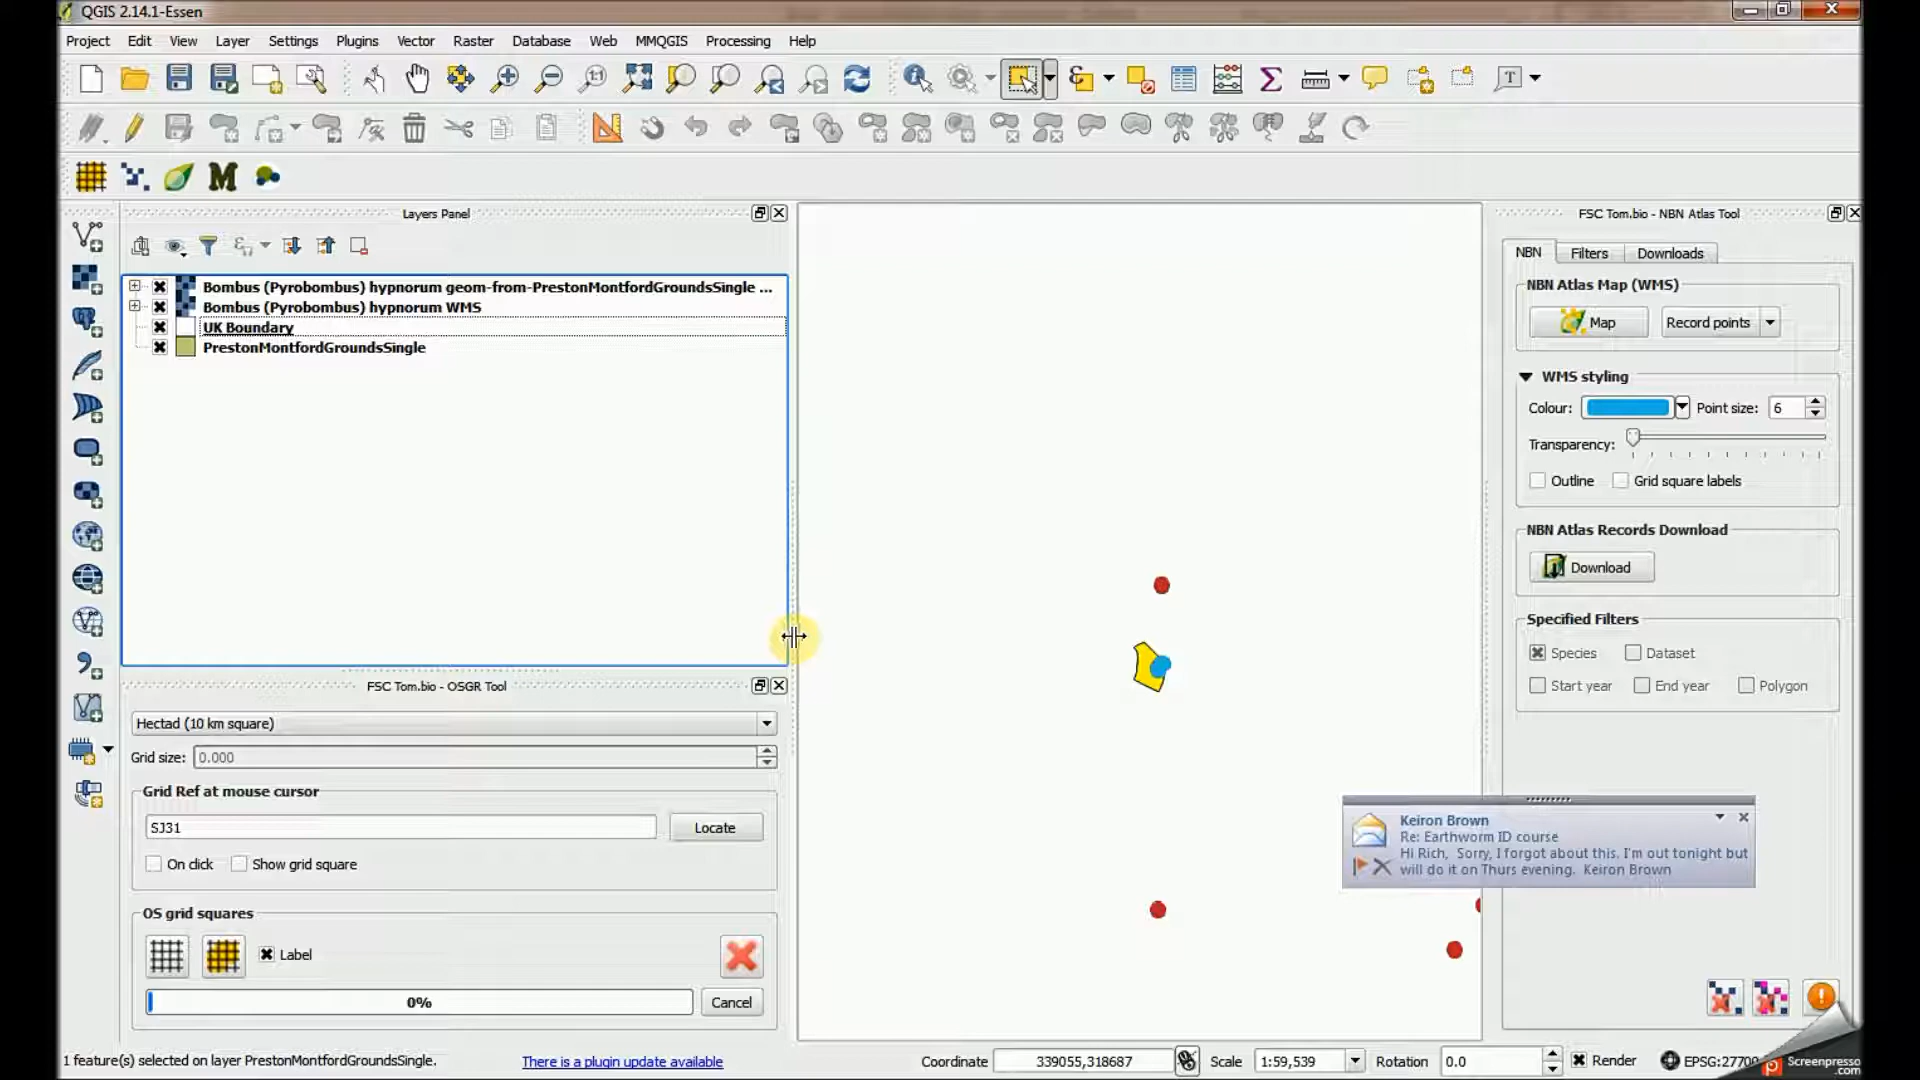 QGIS 2.14.1-Essen
Project Edit View Layer Settings Plugins Vector Raster Database Web MMQGIS Processing Help
Layers Panel
Bombus (Pyrobombus) hypnorum geom-from-PrestonMontfordGroundsSingle ...
Bombus (Pyrobombus) hypnorum WMS
UK Boundary
PrestonMontfordGroundsSingle
FSC Tom.bio - OSGR Tool
Hectad (10 km square)
Grid size: 0.000
Grid Ref at mouse cursor
SJ31 Locate
On click Show grid square
OS grid squares
Label
0% Cancel
FSC Tom.bio - NBN Atlas Tool
NBN Filters Downloads
NBN Atlas Map (WMS)
Map Record points
WMS styling
Colour: Point size: 6
Transparency:
Outline Grid square labels
NBN Atlas Records Download
Download
Specified Filters
Species Dataset
Start year End year Polygon
Keiron Brown
Re: Earthworm ID course
Hi Rich, Sorry, I forgot about this. I'm out tonight but
will do it on Thurs evening. Keiron Brown
1 feature(s) selected on layer PrestonMontfordGroundsSingle. There is a plugin update available Coordinate 339055,318687 Scale 1:59,539 Rotation 0.0 Render EPSG:27700
Screenpresso
.com